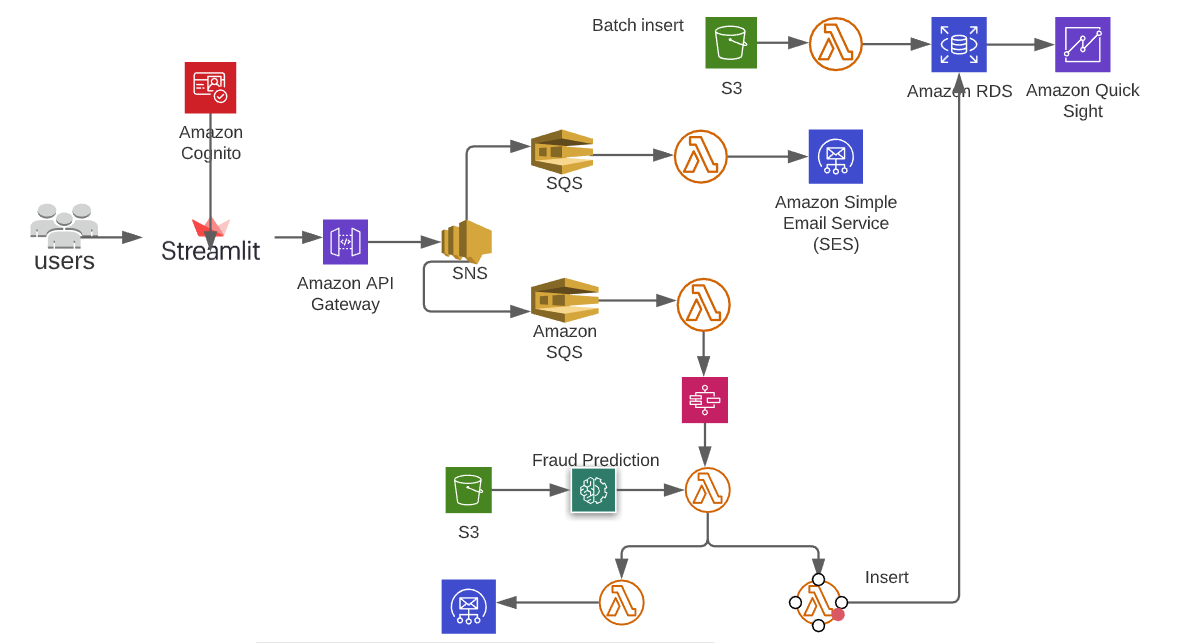 Batch insert
S3
Amazon RDS
Amazon Quick
Sight
Amazon
Cognito
SQS
Amazon Simple
Email Service
(SES)
users
Streamlit
Amazon API
Gateway
SNS
Amazon
SQS
Fraud Prediction
S3
Insert